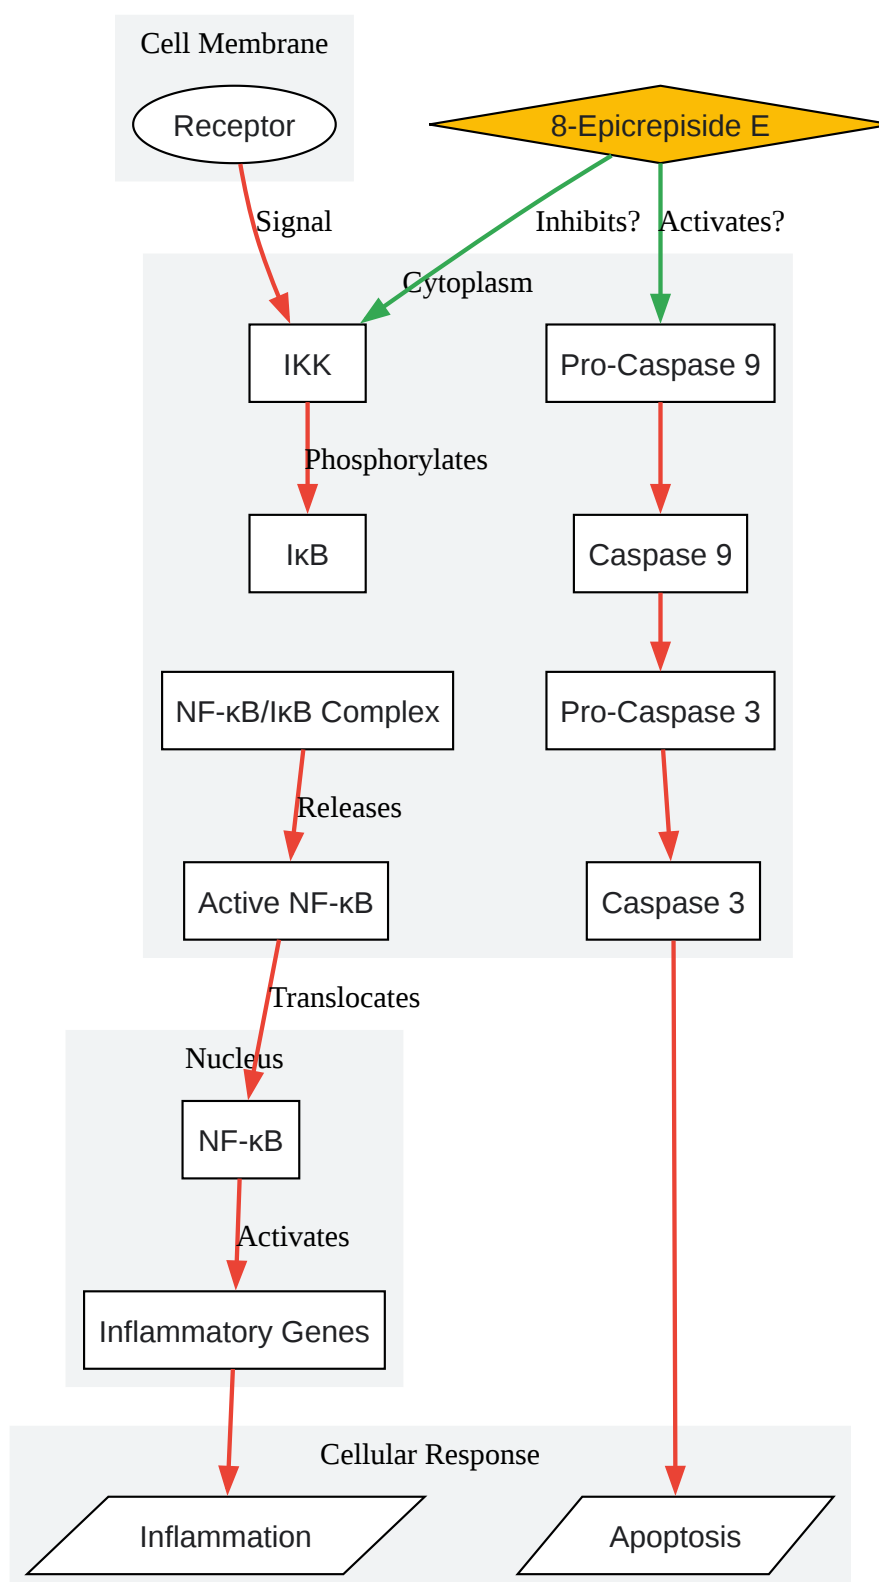 Cell Membrane
Receptor
8-Epicrepiside E
Signal
Inhibits?
Activates?
Cytoplasm
IKK
Pro-Caspase 9
Phosphorylates
IκB
Caspase 9
NF-κB/IκB Complex
Pro-Caspase 3
Releases
Active NF-κB
Caspase 3
Translocates
Nucleus
NF-κB
Activates
Inflammatory Genes
Cellular Response
Inflammation
Apoptosis